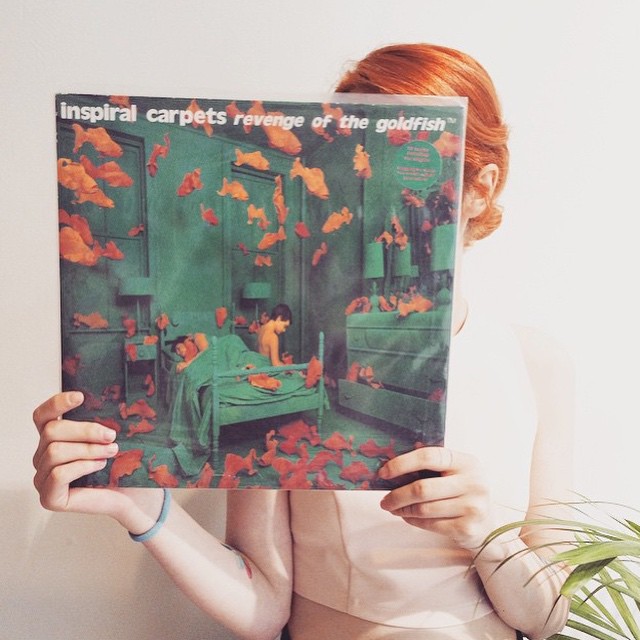 inspiral carpets revenge of the goldfish™